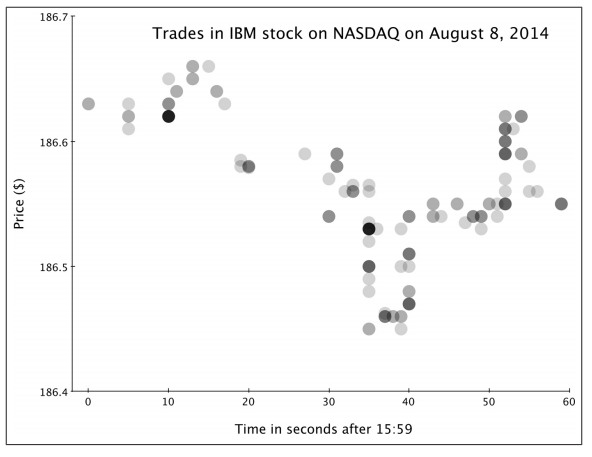 Trades in IBM stock on NASDAQ on August 8, 2014
186.7
186.6
186.5
186.4
Price ($)
0 10 20 30 40 50 60
Time in seconds after 15:59